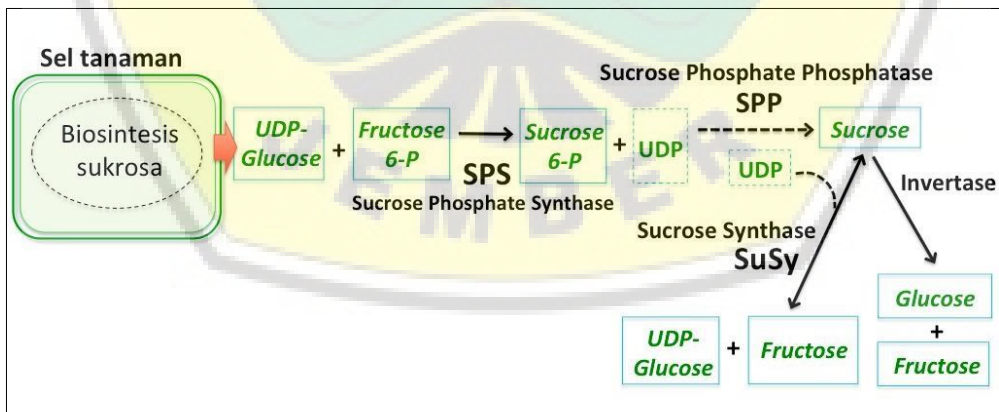 Sel tanaman
Biosintesis
sukrosa
UDP-
Glucose
+
Fructose
6-P
SPS
Sucrose Phosphate Synthase
Sucrose
6-P
+
UDP
Sucrose Phosphate Phosphatase
SPP
UDP
Sucrose
Sucrose Synthase
SuSy
Invertase
UDP-
Glucose
+
Fructose
Glucose
+
Fructose
JEMBER